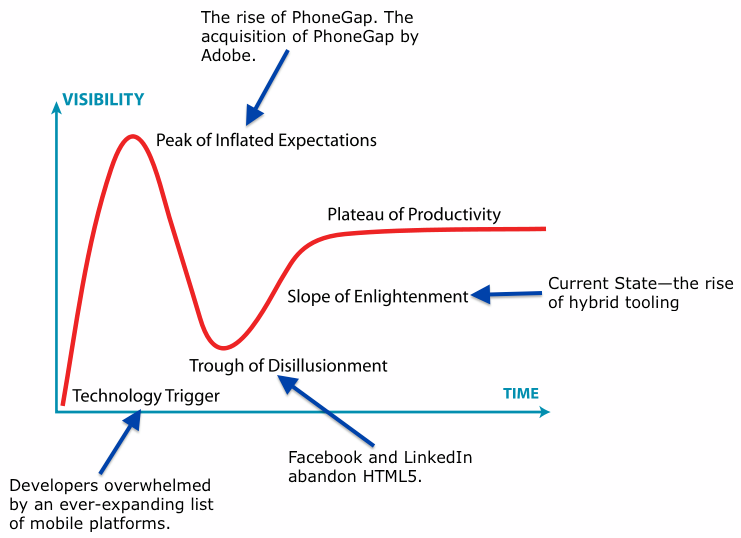 The rise of PhoneGap. The
acquisition of PhoneGap by
Adobe.
VISIBILITY
Peak of Inflated Expectations
Plateau of Productivity
Slope of Enlightenment
Current State—the rise
of hybrid tooling
Trough of Disillusionment
Technology Trigger
TIME
Facebook and LinkedIn
abandon HTML5.
Developers overwhelmed
by an ever-expanding list
of mobile platforms.